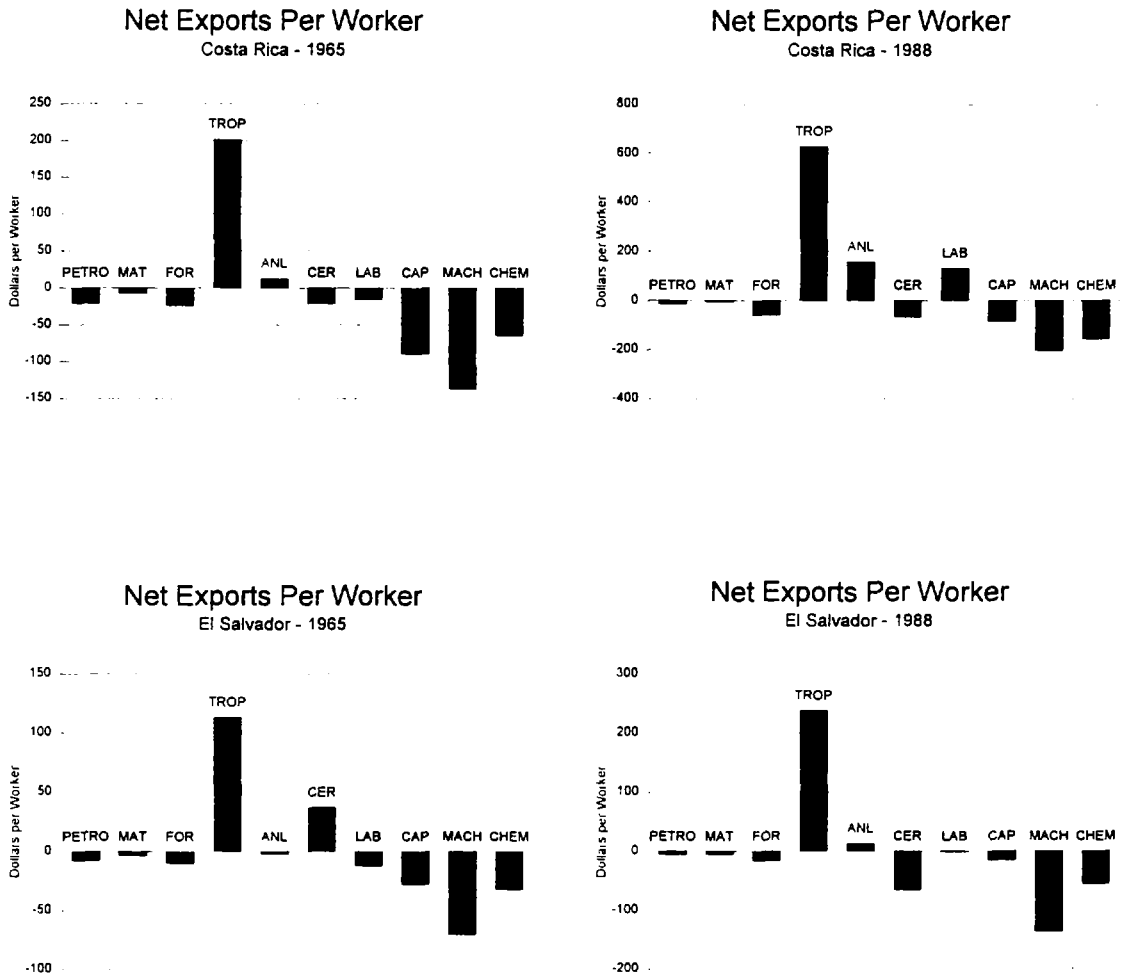 Net Exports Per Worker
Costa Rica - 1965
250
200
150
100
50
0
-50
-100
-150
Dollars per Worker
TROP
PETRO MAT FOR ANL CER LAB CAP MACH CHEM
Net Exports Per Worker
Costa Rica - 1988
800
600
400
200
0
-200
-400
Dollars per Worker
TROP
ANL
LAB
PETRO MAT FOR CER CAP MACH CHEM
Net Exports Per Worker
El Salvador - 1965
150
100
50
0
-50
-100
Dollars per Worker
TROP
CER
PETRO MAT FOR ANL LAB CAP MACH CHEM
Net Exports Per Worker
El Salvador - 1988
300
200
100
0
-100
-200
Dollars per Worker
TROP
ANL
PETRO MAT FOR CER LAB CAP MACH CHEM